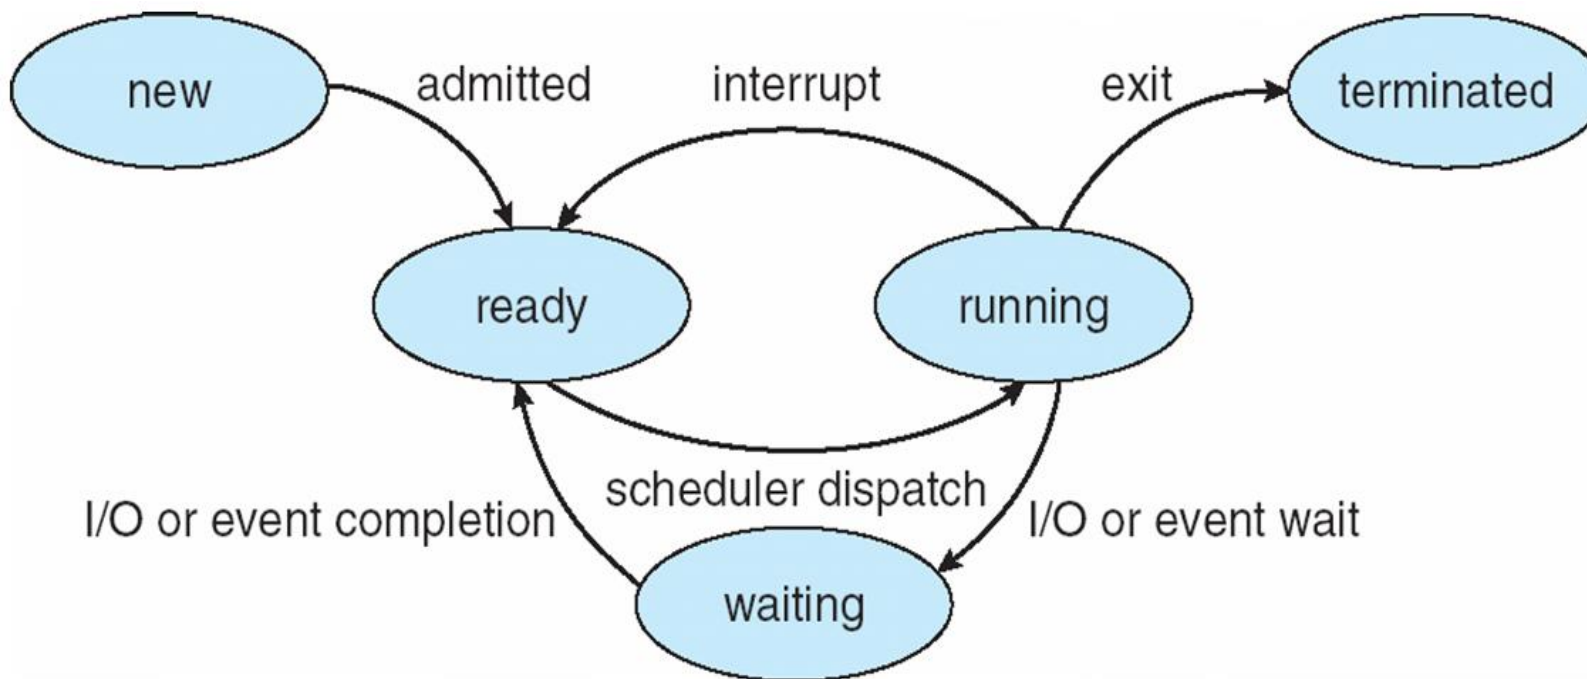 new
admitted
interrupt
exit
terminated
ready
running
scheduler dispatch
I/O or event completion
I/O or event wait
waiting